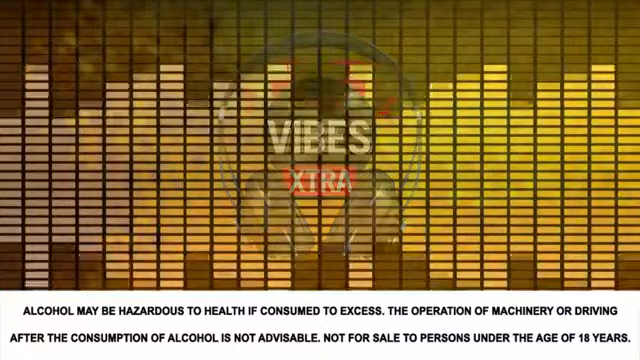 VIBES
XTRA
ALCOHOL MAY BE HAZARDOUS TO HEALTH IF CONSUMED TO EXCESS. THE OPERATION OF MACHINERY OR DRIVING
AFTER THE CONSUMPTION OF ALCOHOL IS NOT ADVISABLE. NOT FOR SALE TO PERSONS UNDER THE AGE OF 18 YEARS.